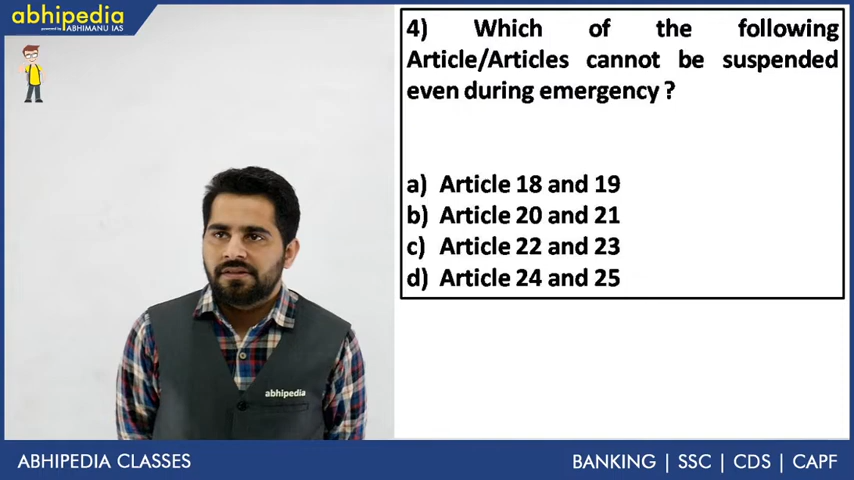 abhipedia
powered by ABHIMANU IAS
4) Which of the following
Article/Articles cannot be suspended
even during emergency ?
a) Article 18 and 19
b) Article 20 and 21
c) Article 22 and 23
d) Article 24 and 25
abhipedia
ABHIPEDIA CLASSES
BANKING | SSC | CDS | CAPF